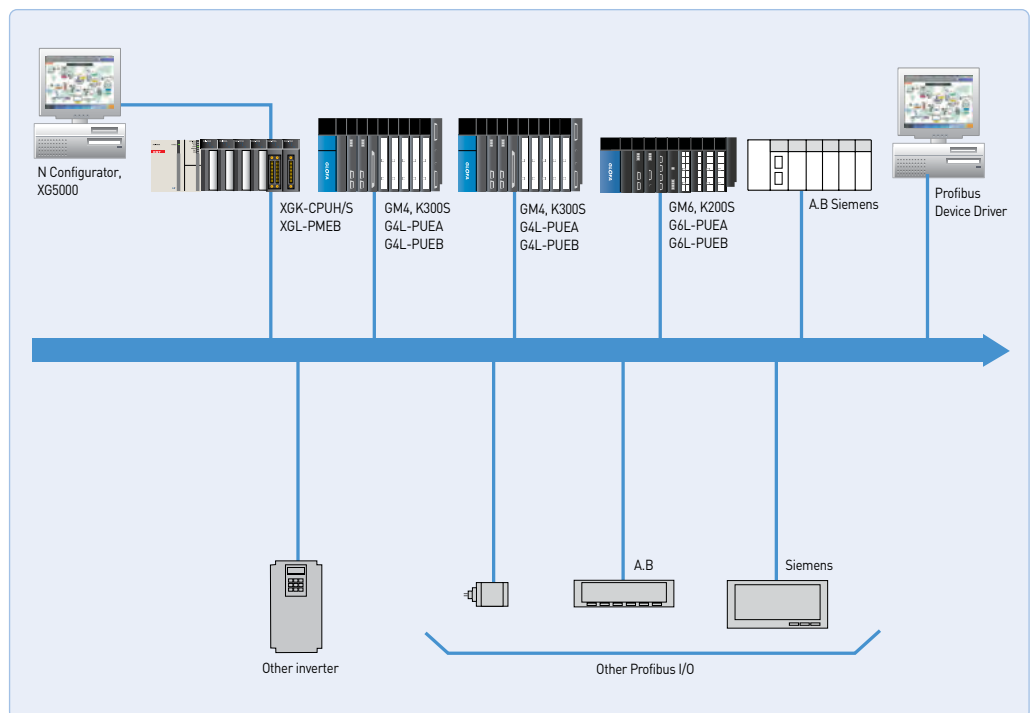 N Configurator,
XG5000
XGK-CPUH/S
XGL-PMEB
GM4, K300S
G4L-PUEA
G4L-PUEB
GM4, K300S
G4L-PUEA
G4L-PUEB
GM6, K200S
G6L-PUEA
G6L-PUEB
A.B Siemens
Profibus
Device Driver
Other inverter
A.B
Siemens
Other Profibus I/O